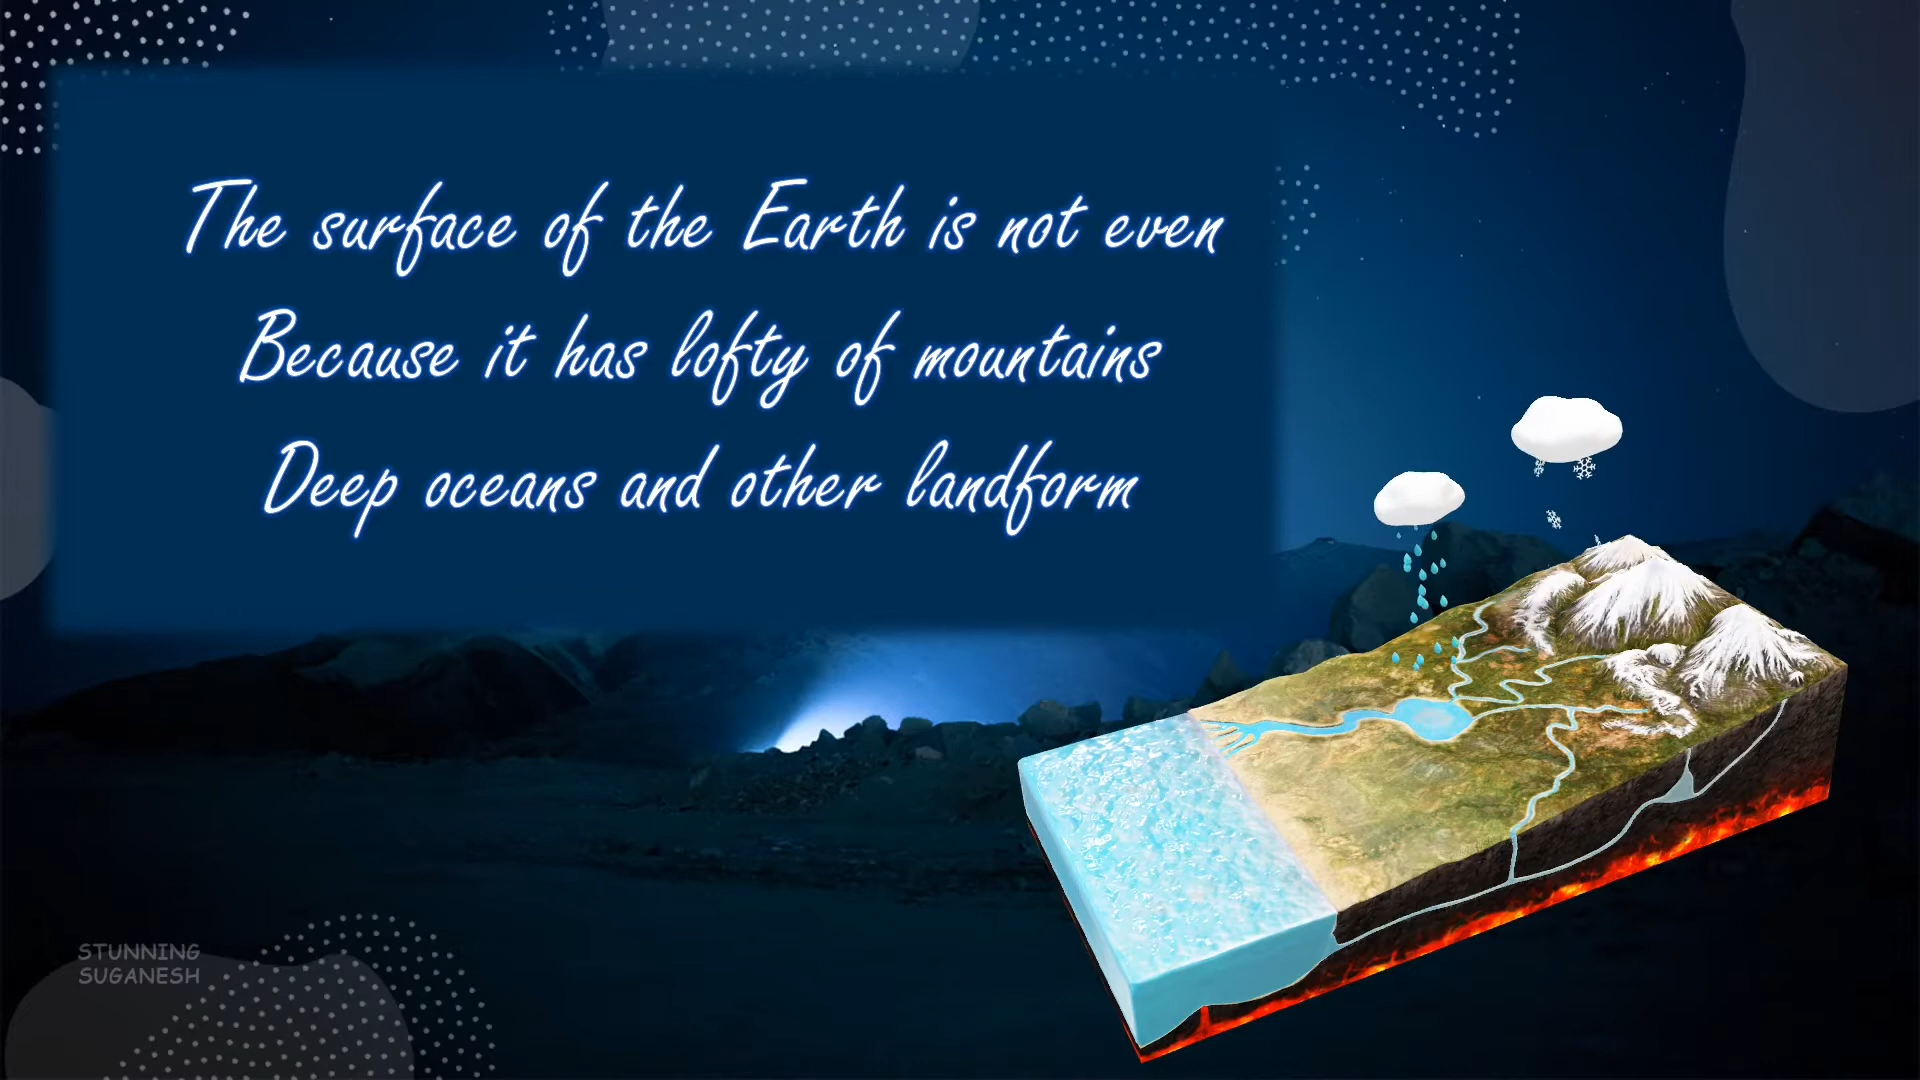 The surface of the Earth is not even
Because it has lofty of mountains
Deep oceans and other landform
STUNNING
SUGANESH